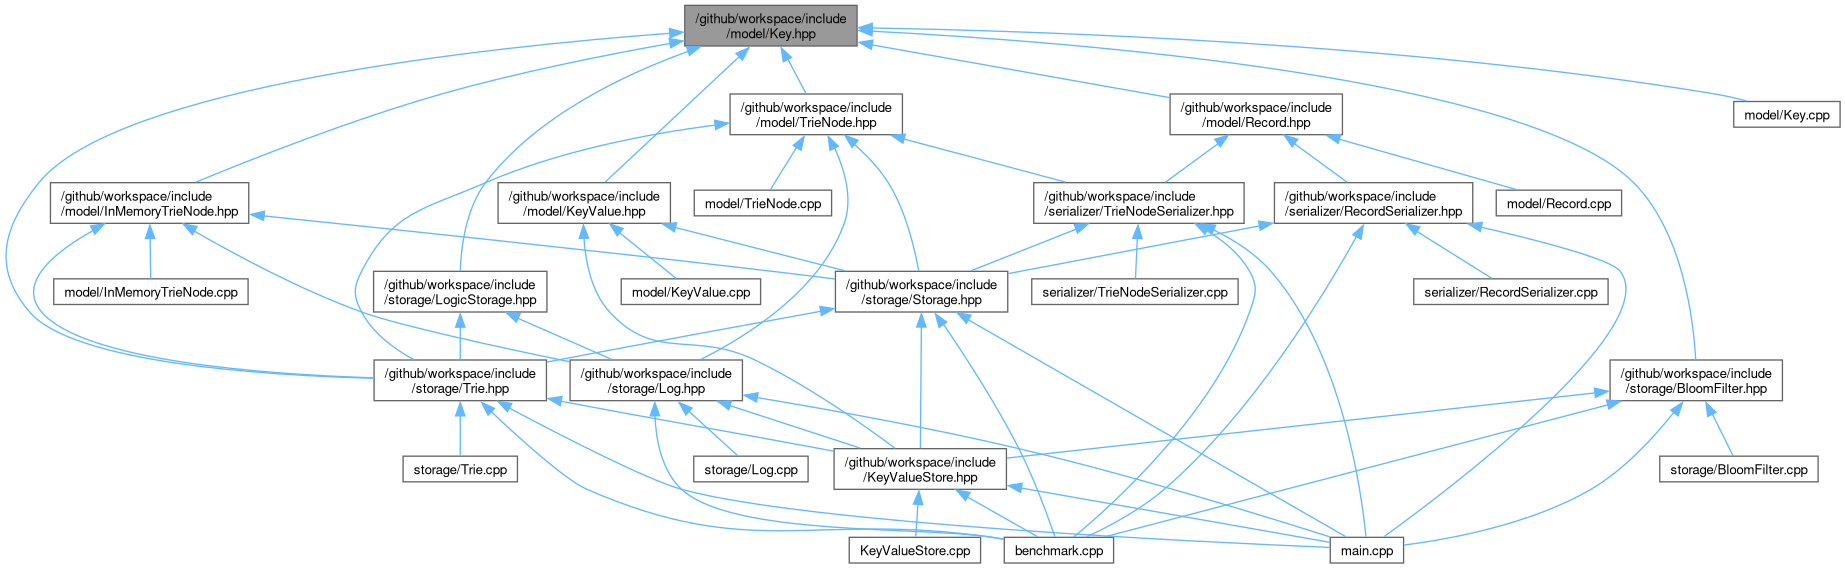 /github/workspace/include
/model/Key.hpp
/github/workspace/include
/model/TrieNode.hpp
/github/workspace/include
/model/Record.hpp
model/Key.cpp
/github/workspace/include
/model/InMemoryTrieNode.hpp
/github/workspace/include
/model/KeyValue.hpp
model/TrieNode.cpp
/github/workspace/include
/serializer/TrieNodeSerializer.hpp
/github/workspace/include
/serializer/RecordSerializer.hpp
model/Record.cpp
model/InMemoryTrieNode.cpp
/github/workspace/include
/storage/LogicStorage.hpp
model/KeyValue.cpp
/github/workspace/include
/storage/Storage.hpp
serializer/TrieNodeSerializer.cpp
serializer/RecordSerializer.cpp
/github/workspace/include
/storage/Trie.hpp
/github/workspace/include
/storage/Log.hpp
/github/workspace/include
/storage/BloomFilter.hpp
storage/Trie.cpp
storage/Log.cpp
/github/workspace/include
/KeyValueStore.hpp
storage/BloomFilter.cpp
KeyValueStore.cpp
benchmark.cpp
main.cpp